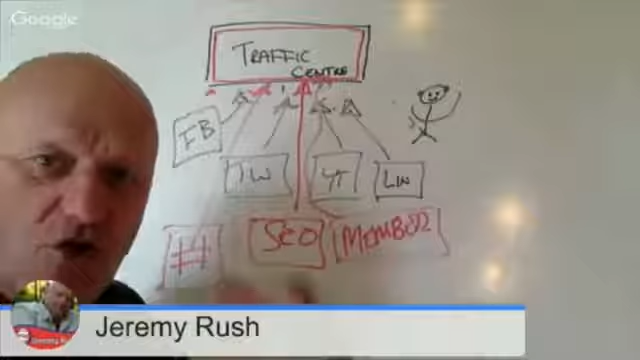 Google
TRAFFIC
CENTRE
FB
TW
YT
LIN
#
SEO
MEMBER
Jeremy Rush